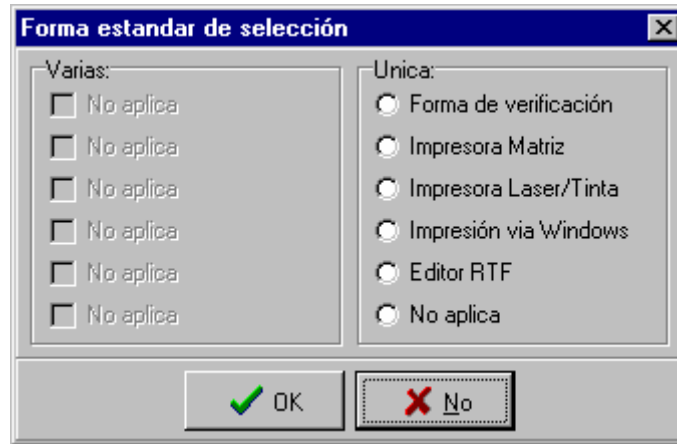 Forma estandar de selección
Varias:
No aplica
No aplica
No aplica
No aplica
No aplica
No aplica
Unica:
Forma de verificación
Impresora Matriz
Impresora Laser/Tinta
Impresión via Windows
Editor RTF
No aplica
OK
No